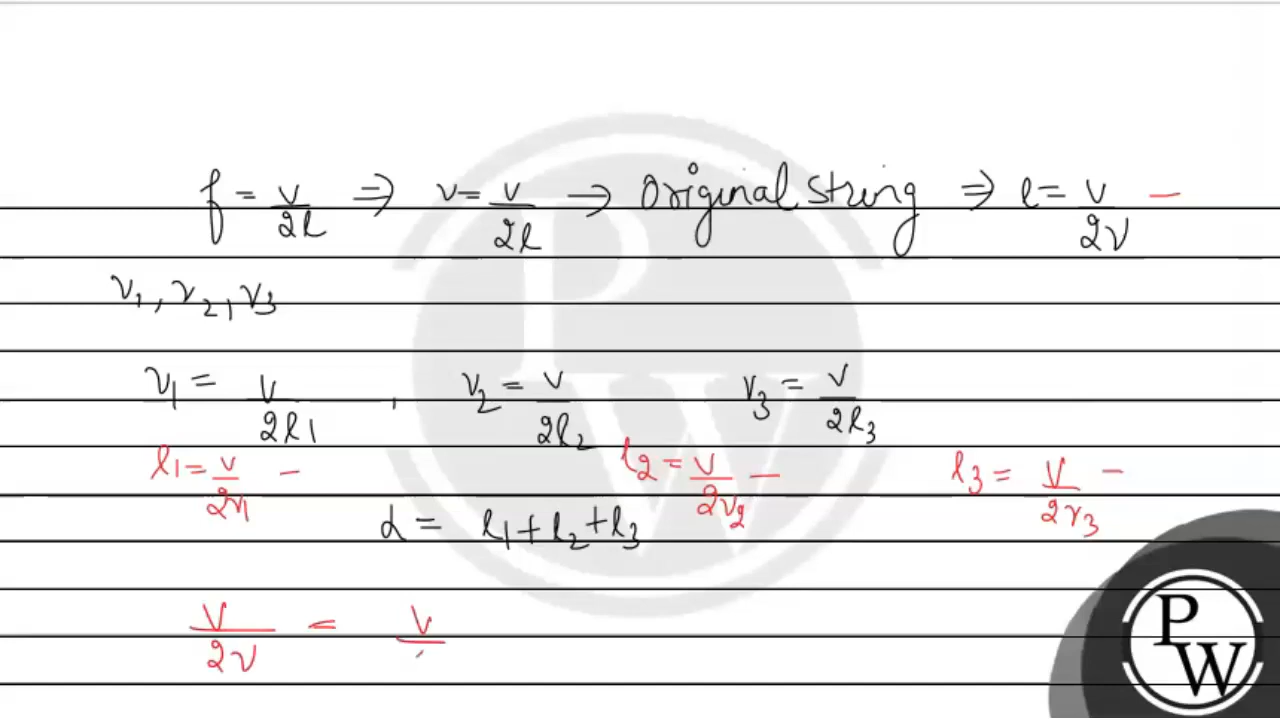 f = v/2l ⇒ ν = v/2l → Original string ⇒ l = v/2ν –
ν1, ν2, ν3
ν1 = v/2l1 , ν2 = v/2l2 ν3 = v/2l3
l1 = v/2ν1 – l2 = v/2ν2 – l3 = v/2ν3 –
l = l1 + l2 + l3
v/2ν = v/
P
W
P
W